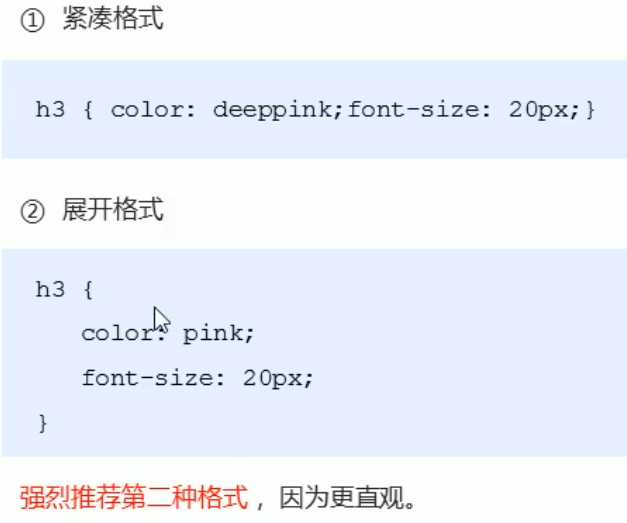 ① 紧凑格式
h3 { color: deeppink;font-size: 20px;}
② 展开格式
h3 {
color: pink;
font-size: 20px;
}
强烈推荐第二种格式，因为更直观。